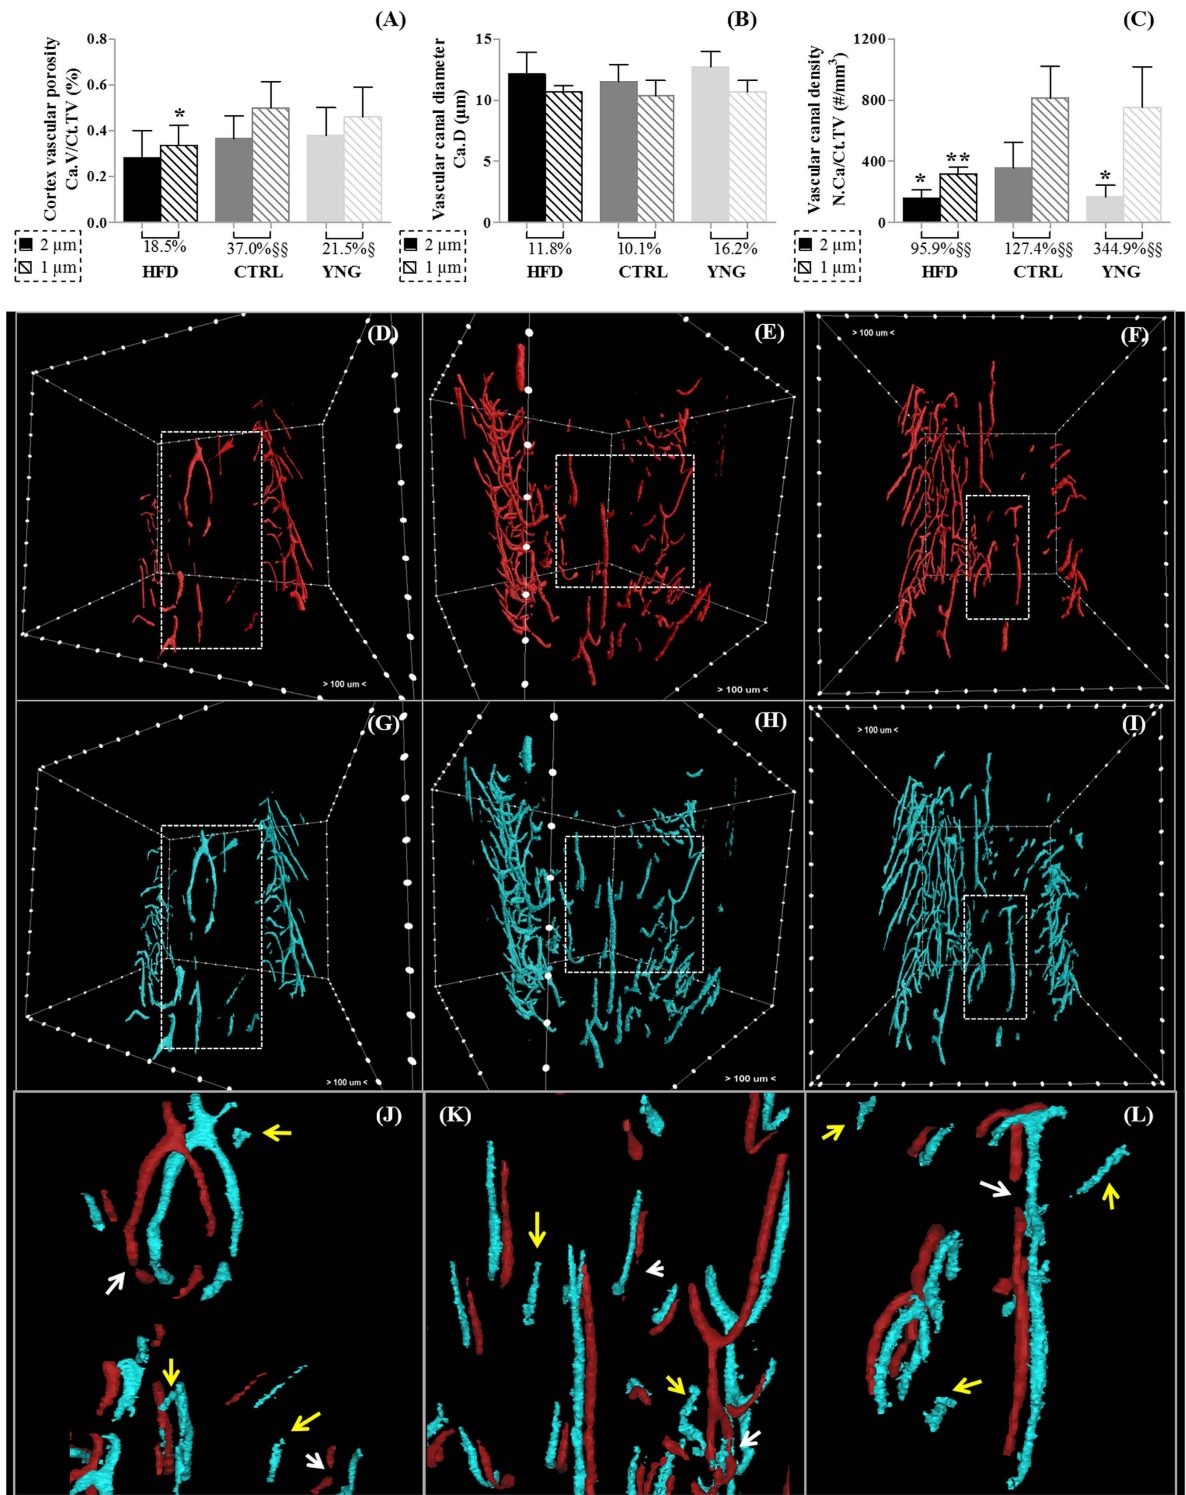 (A)
Cortex vascular porosity
Ca.V/Ct.TV (%)
0.8
0.6
0.4
0.2
0.0
*
2 µm
1 µm
18.5%
37.0%§§
21.5%§
HFD
CTRL
YNG
(B)
Vascular canal diameter
Ca.D (µm)
15
10
5
0
2 µm
1 µm
11.8%
10.1%
16.2%
HFD
CTRL
YNG
(C)
Vascular canal density
N.Ca/Ct.TV (#/mm³)
1200
800
400
0
*
**
*
2 µm
1 µm
95.9%§§
127.4%§§
344.9%§§
HFD
CTRL
YNG
(D)
> 100 um <
(E)
> 100 um <
(F)
> 100 um <
(G)
> 100 um <
(H)
> 100 um <
(I)
> 100 um <
(J)
(K)
(L)